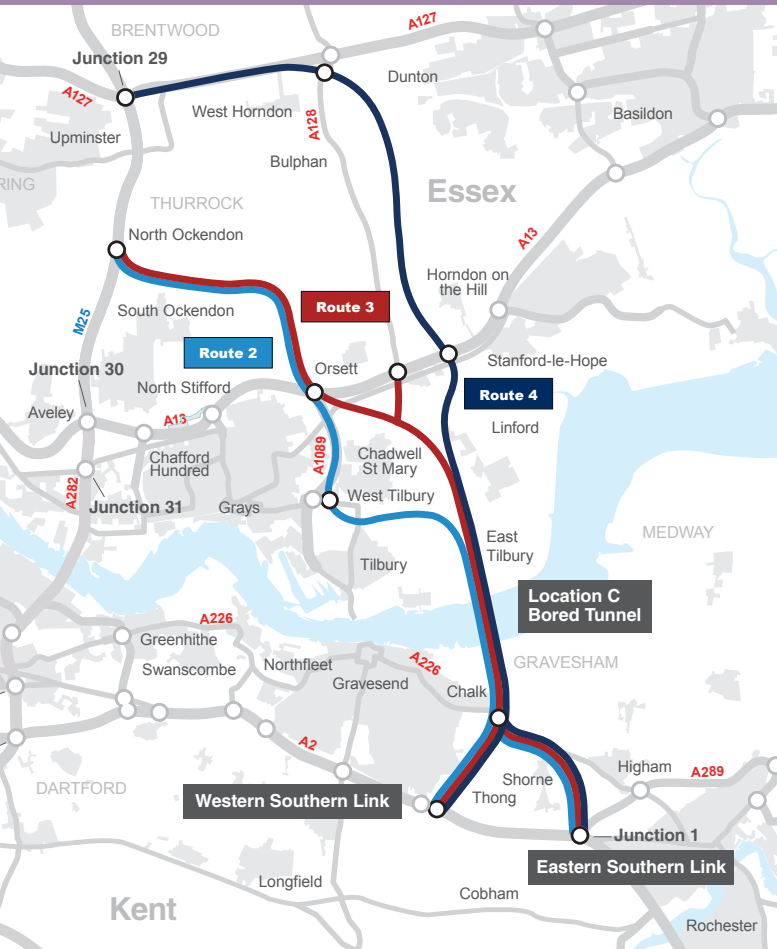 BRENTWOOD
A127
Junction 29
Dunton
A127
West Horndon
A128
Basildon
Upminster
Bulphan
RING
Essex
THURROCK
North Ockendon
A13
Horndon on
the Hill
South Ockendon
Route 3
M25
Route 2
Orsett
Stanford-le-Hope
Junction 30
North Stifford
Route 4
Aveley
A13
Linford
Chafford
Hundred
A1089
Chadwell
St Mary
A282
Junction 31
Grays
West Tilbury
East
Tilbury
MEDWAY
Tilbury
Location C
Bored Tunnel
A226
Greenhithe
Swanscombe
Northfleet
A226
GRAVESHAM
Gravesend
Chalk
A2
Shorne
Higham
A289
DARTFORD
Western Southern Link
Thong
Junction 1
Eastern Southern Link
Longfield
Cobham
Kent
Rochester